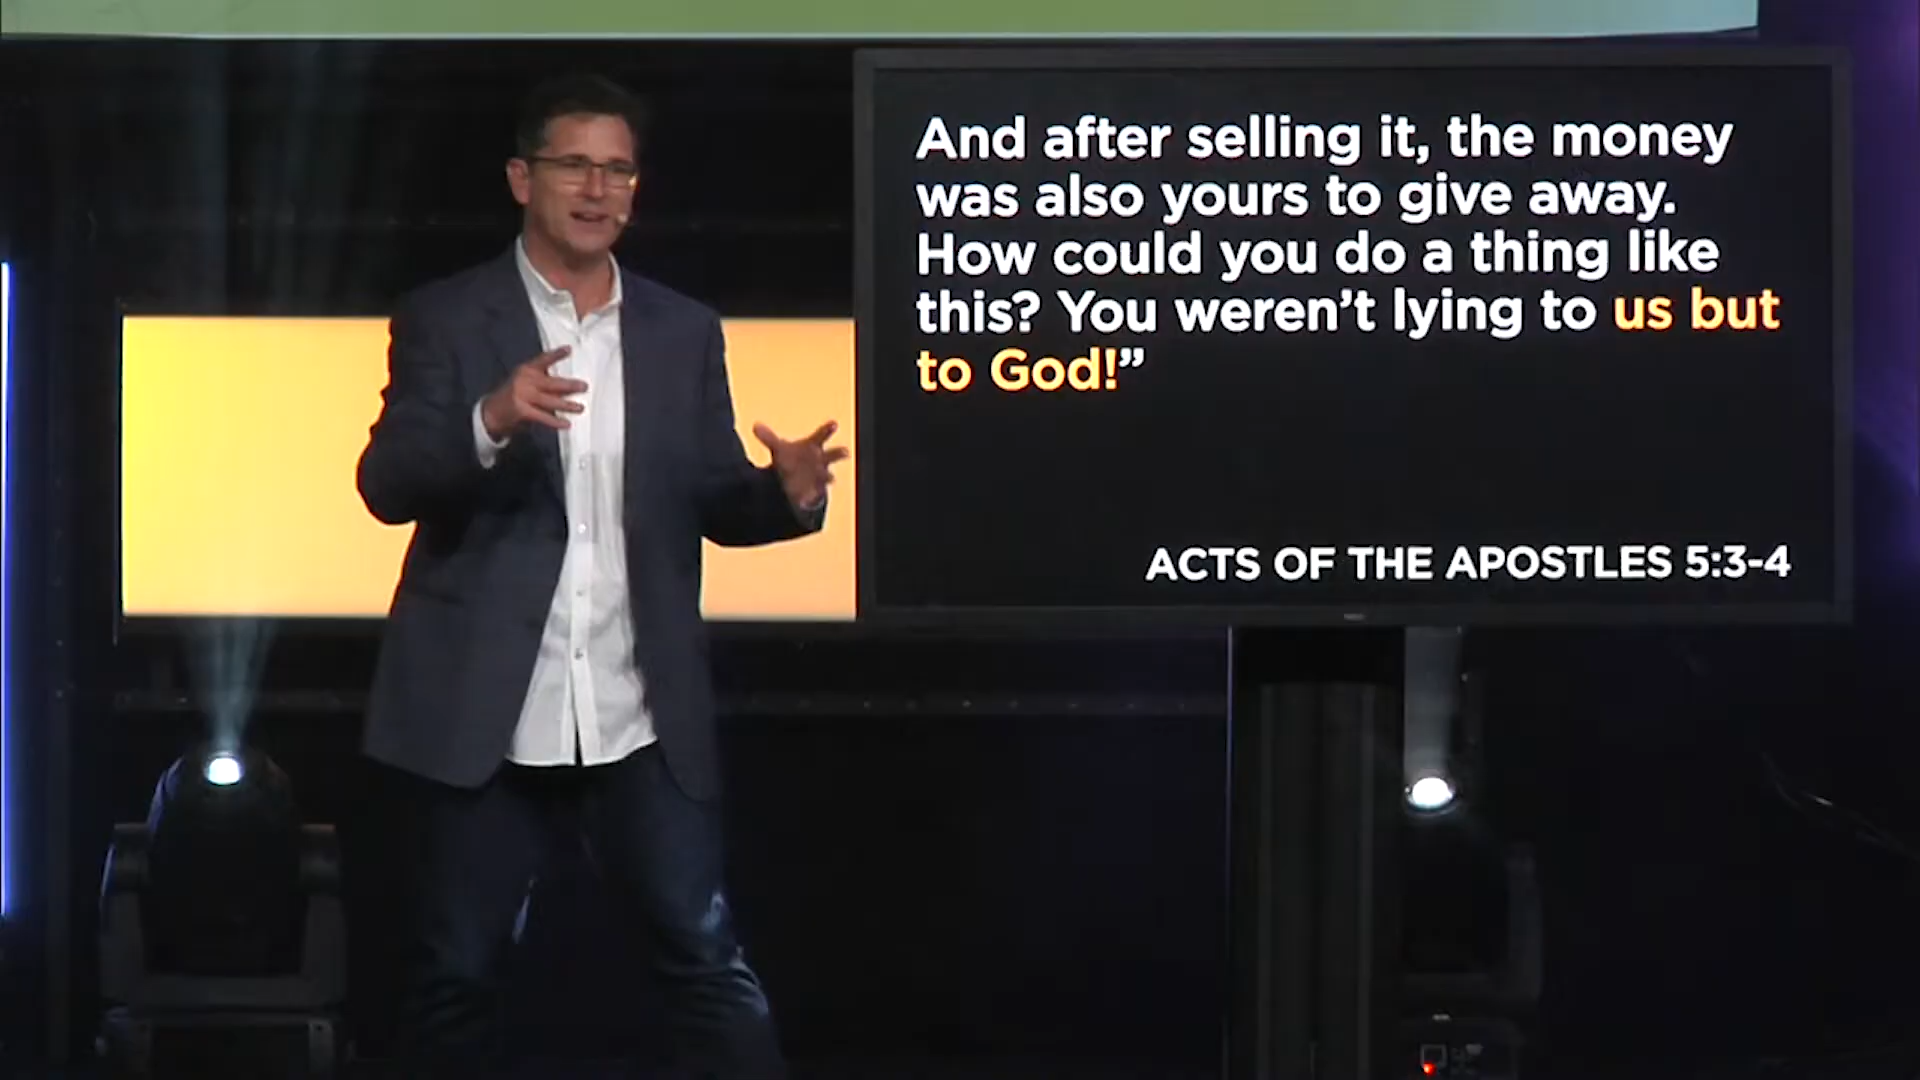 And after selling it, the money
was also yours to give away.
How could you do a thing like
this? You weren’t lying to us but
to God!”
ACTS OF THE APOSTLES 5:3-4